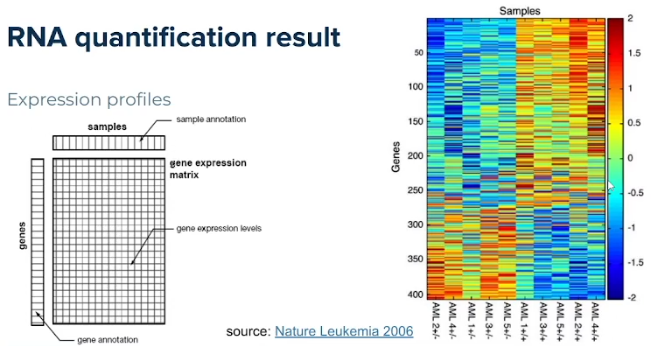 RNA quantification result
Expression profiles
samples
sample annotation
gene expression
matrix
genes
gene expression levels
gene annotation
source: Nature Leukemia 2006
Samples
Genes
50
100
150
200
250
300
350
400
AML 2+/-
AML 4+/-
AML 1+/-
AML 3+/-
AML 5+/-
AML 1+/+
AML 3+/+
AML 5+/+
AML 2+/+
AML 4+/+
2
1.5
1
0.5
0
-0.5
-1
-1.5
-2